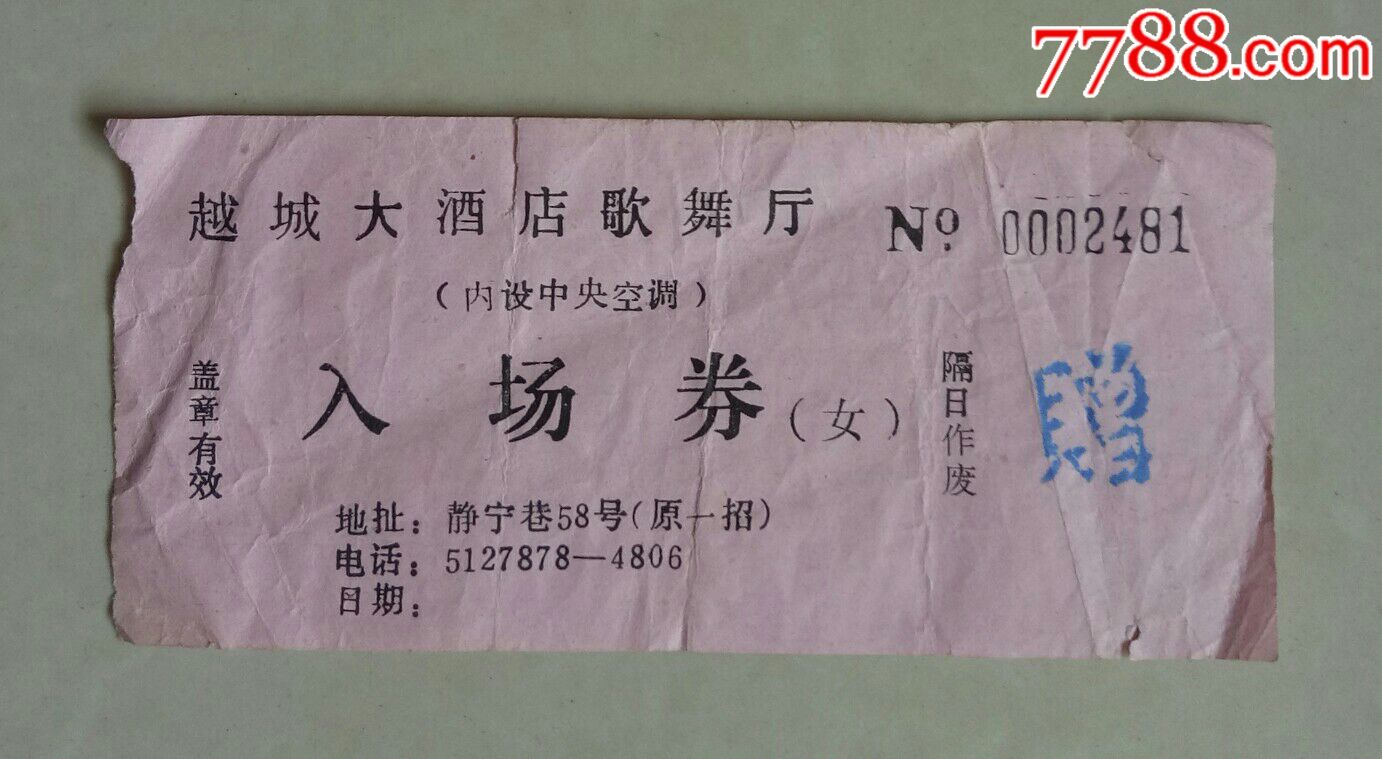 7788.com
越城大酒店歌舞厅 Nº 0002481
(内设中央空调)
盖章有效
入场券(女)
隔日作废
赠
地扯：静宁巷58号(原一招)
电话：5127878—4806
日期：